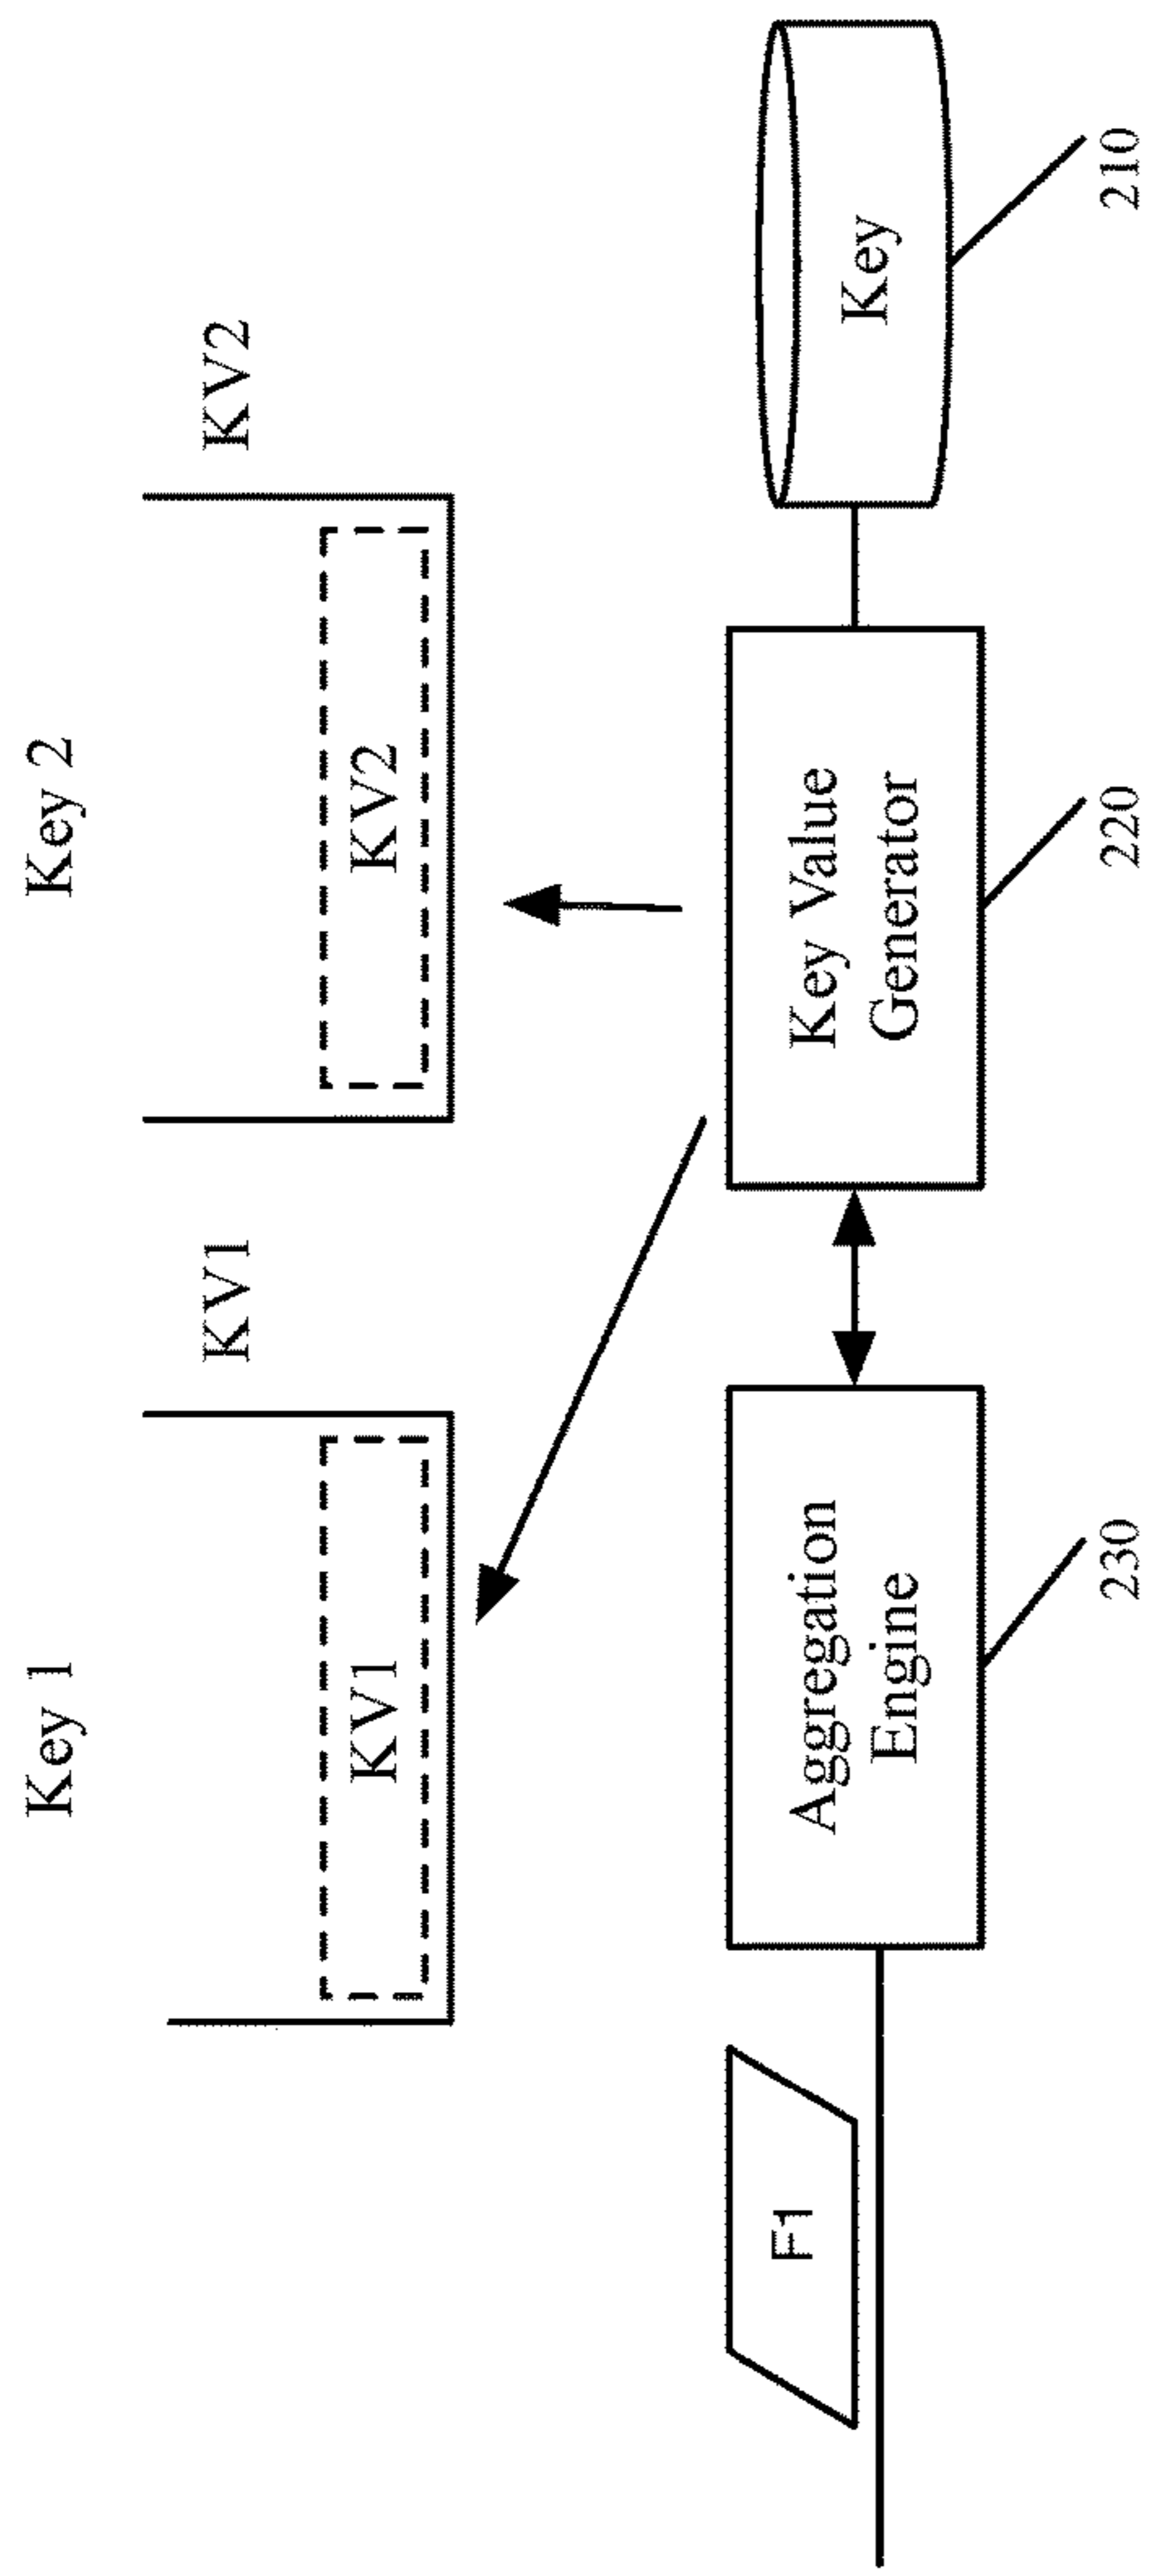 Key 1
Key 2
KV1
KV2
KV1
KV2
F1
Aggregation
Engine
Key Value
Generator
Key
230
220
210